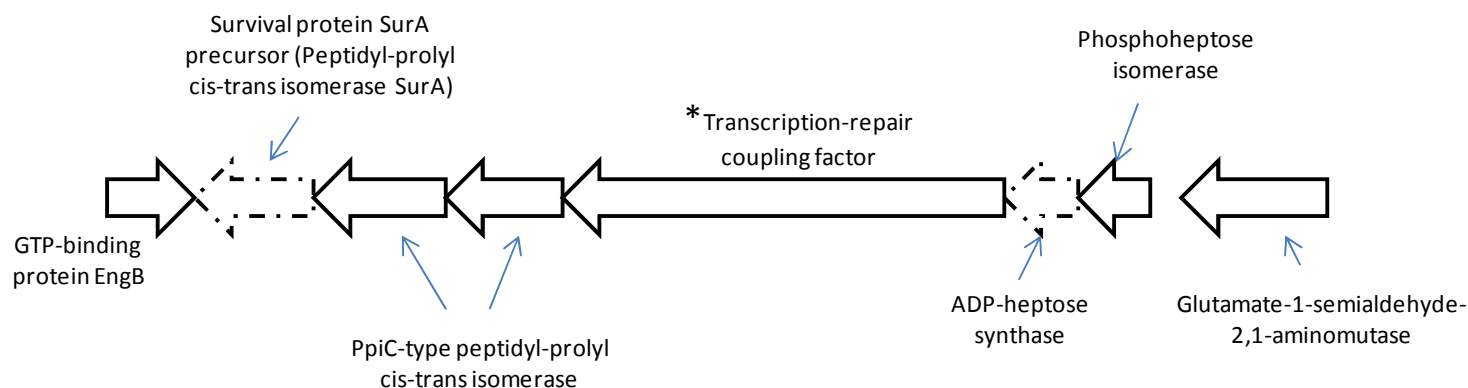 Survival protein SurA
precursor (Peptidyl-prolyl
cis-trans isomerase SurA)
Phosphoheptose
isomerase
*Transcription-repair
coupling factor
GTP-binding
protein EngB
PpiC-type peptidyl-prolyl
cis-trans isomerase
ADP-heptose
synthase
Glutamate-1-semialdehyde-
2,1-aminomutase